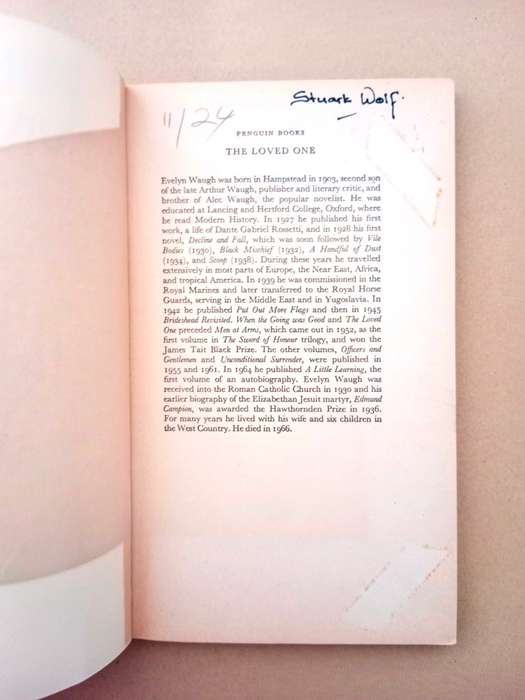 Stuart Wolf.
11/24
PENGUIN BOOKS
THE LOVED ONE
Evelyn Waugh was born in Hampstead in 1903, second son
of the late Arthur Waugh, publisher and literary critic, and
brother of Alec Waugh, the popular novelist. He was
educated at Lancing and Hertford College, Oxford, where
he read Modern History. In 1927 he published his first
work, a life of Dante Gabriel Rossetti, and in 1928 his first
novel, Decline and Fall, which was soon followed by Vile
Bodies (1930), Black Mischief (1932), A Handful of Dust
(1934), and Scoop (1938). During these years he travelled
extensively in most parts of Europe, the Near East, Africa,
and tropical America. In 1939 he was commissioned in the
Royal Marines and later transferred to the Royal Horse
Guards, serving in the Middle East and in Yugoslavia. In
1942 he published Put Out More Flags and then in 1945
Brideshead Revisited. When the Going was Good and The Loved
One preceded Men at Arms, which came out in 1952, as the
first volume in The Sword of Honour trilogy, and won the
James Tait Black Prize. The other volumes, Officers and
Gentlemen and Unconditional Surrender, were published in
1955 and 1961. In 1964 he published A Little Learning, the
first volume of an autobiography. Evelyn Waugh was
received into the Roman Catholic Church in 1930 and his
earlier biography of the Elizabethan Jesuit martyr, Edmund
Campion, was awarded the Hawthornden Prize in 1936.
For many years he lived with his wife and six children in
the West Country. He died in 1966.